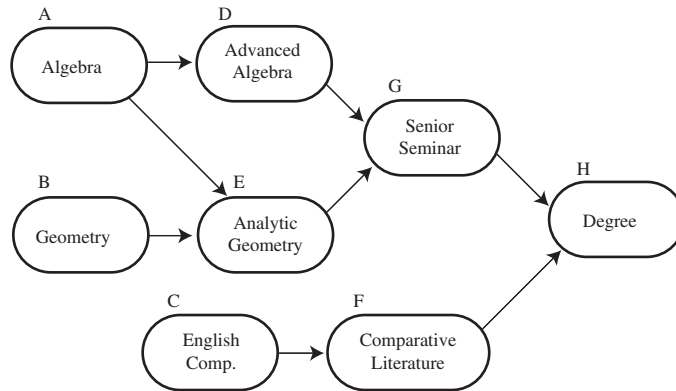 A
Algebra
D
Advanced
Algebra
G
Senior
Seminar
B
Geometry
E
Analytic
Geometry
H
Degree
C
English
Comp.
F
Comparative
Literature